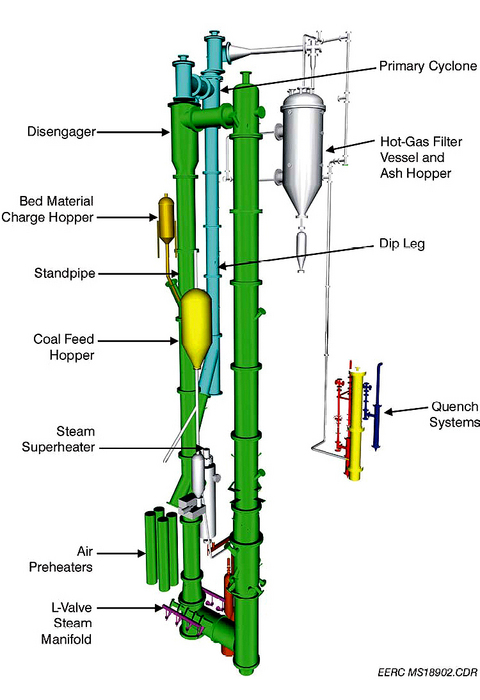 Primary Cyclone
Disengager
Hot-Gas Filter
Vessel and
Ash Hopper
Bed Material
Charge Hopper
Dip Leg
Standpipe
Coal Feed
Hopper
Quench
Systems
Steam
Superheater
Air
Preheaters
L-Valve
Steam
Manifold
EERC MS18902.CDR